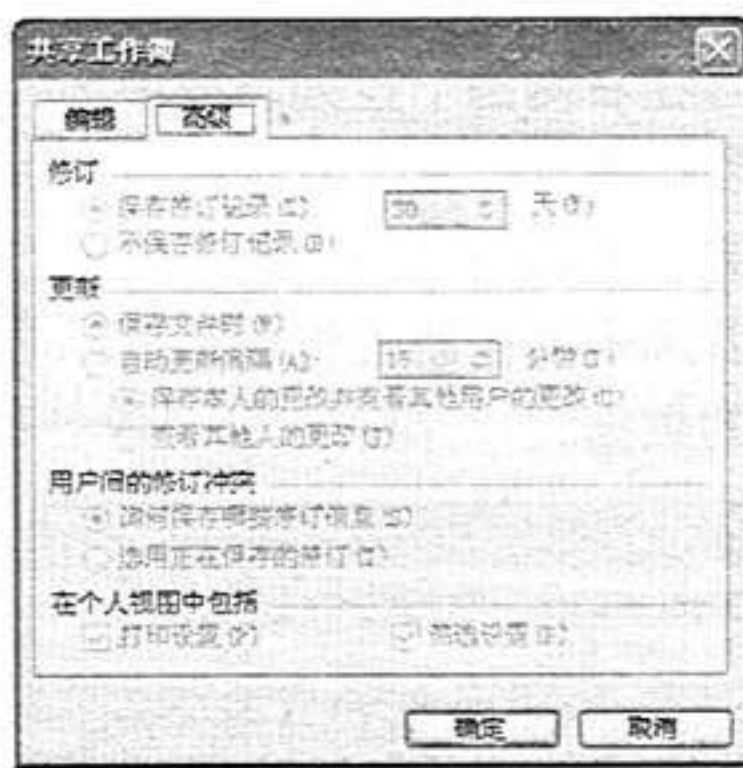 共享工作簿
编辑 高级
修订
保存修订记录(K) 30 天(Y)
不保存修订记录(D)
更新
保存文件时(W)
自动更新间隔(A): 15 分钟(M)
保存本人的更改并查看其他用户的更改(C)
查看其他人的更改(J)
用户间的修订冲突
询问保存哪些修订信息(S)
选用正在保存的修订(T)
在个人视图中包括
打印设置(P) 筛选设置(F)
确定 取消